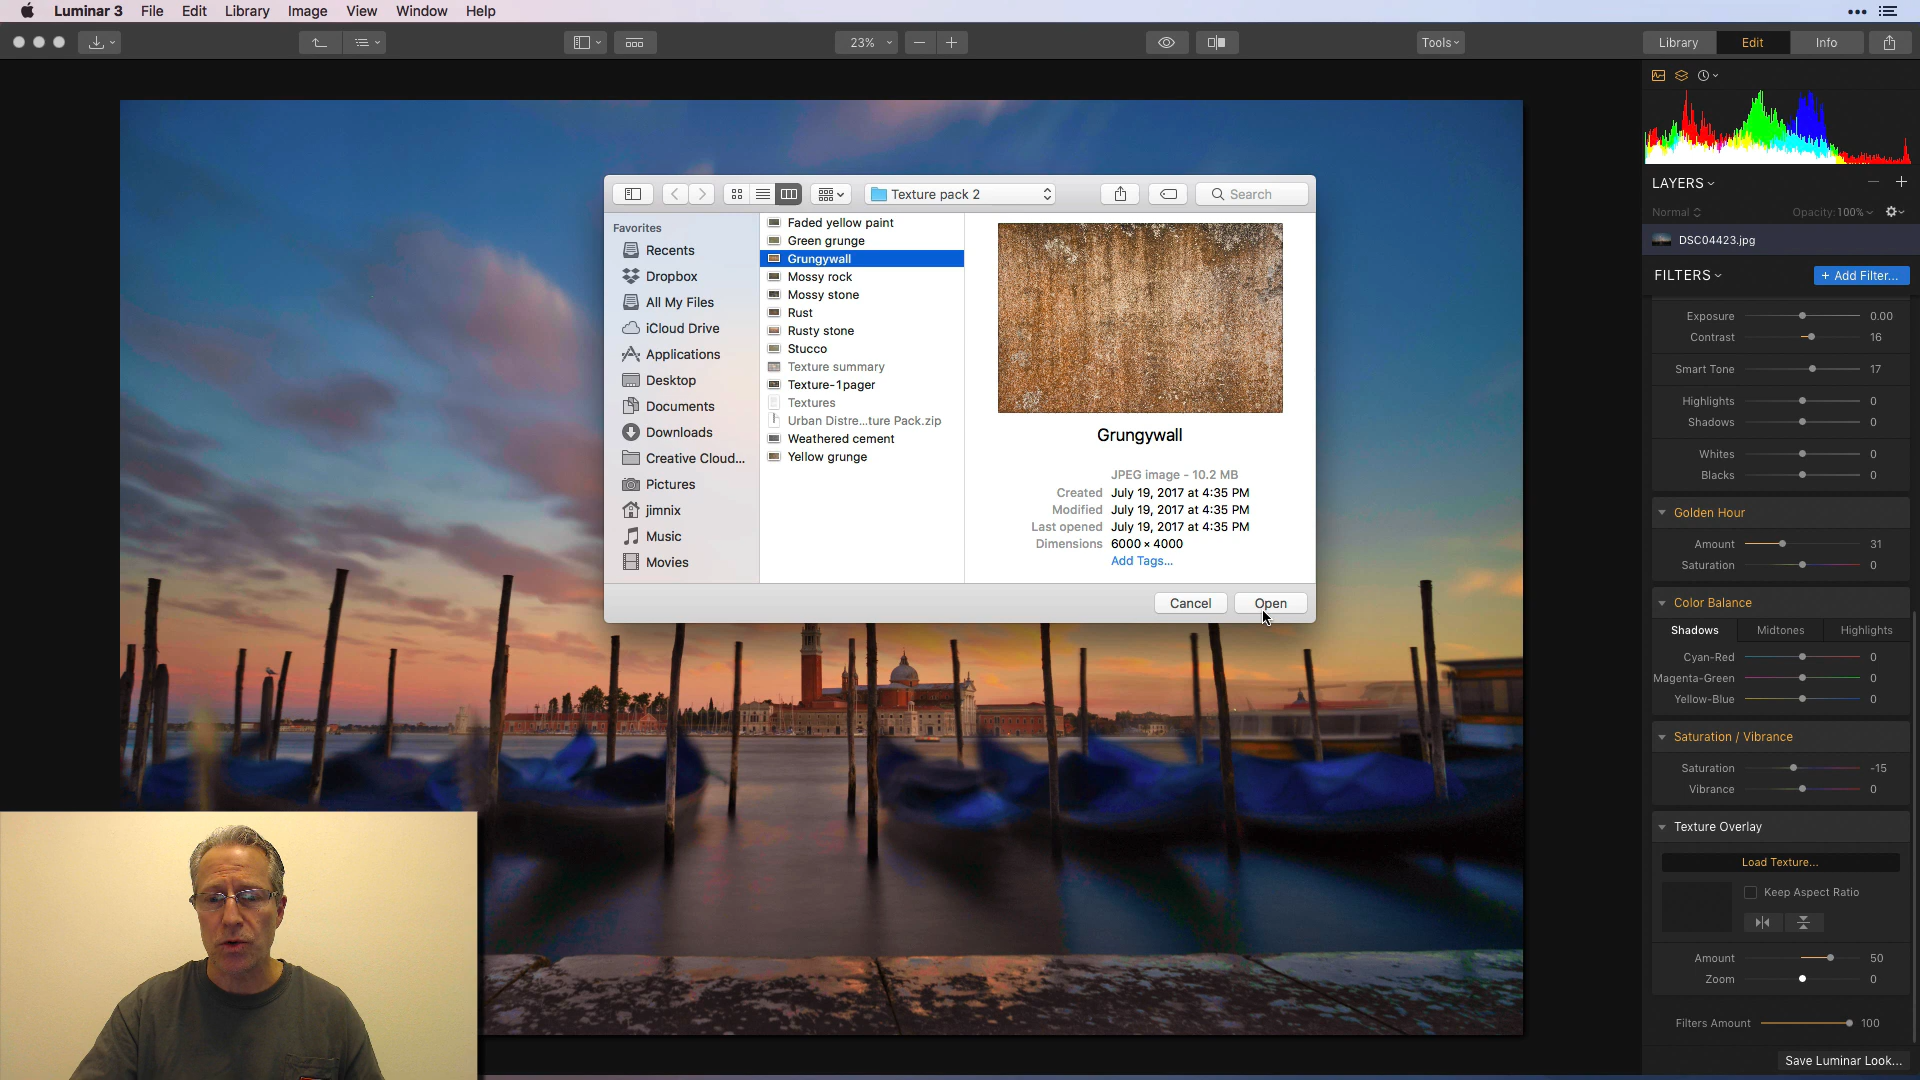 Luminar 3 File Edit Library Image View Window Help
23% Tools Library Edit Info
LAYERS
Normal Opacity: 100%
DSC04423.jpg
FILTERS + Add Filter...
Exposure 0.00
Contrast 16
Smart Tone 17
Highlights 0
Shadows 0
Whites 0
Blacks 0
Golden Hour
Amount 31
Saturation 0
Color Balance
Shadows Midtones Highlights
Cyan-Red 0
Magenta-Green 0
Yellow-Blue 0
Saturation / Vibrance
Saturation -15
Vibrance 0
Texture Overlay
Load Texture...
Keep Aspect Ratio
Amount 50
Zoom 0
Filters Amount 100
Save Luminar Look...
Texture pack 2 Search
Favorites
Recents
Dropbox
All My Files
iCloud Drive
Applications
Desktop
Documents
Downloads
Creative Cloud...
Pictures
jimnix
Music
Movies
Faded yellow paint
Green grunge
Grungywall
Mossy rock
Mossy stone
Rust
Rusty stone
Stucco
Texture summary
Texture-1pager
Textures
Urban Distre...ture Pack.zip
Weathered cement
Yellow grunge
Grungywall
JPEG image - 10.2 MB
Created July 19, 2017 at 4:35 PM
Modified July 19, 2017 at 4:35 PM
Last opened July 19, 2017 at 4:35 PM
Dimensions 6000 × 4000
Add Tags...
Cancel Open